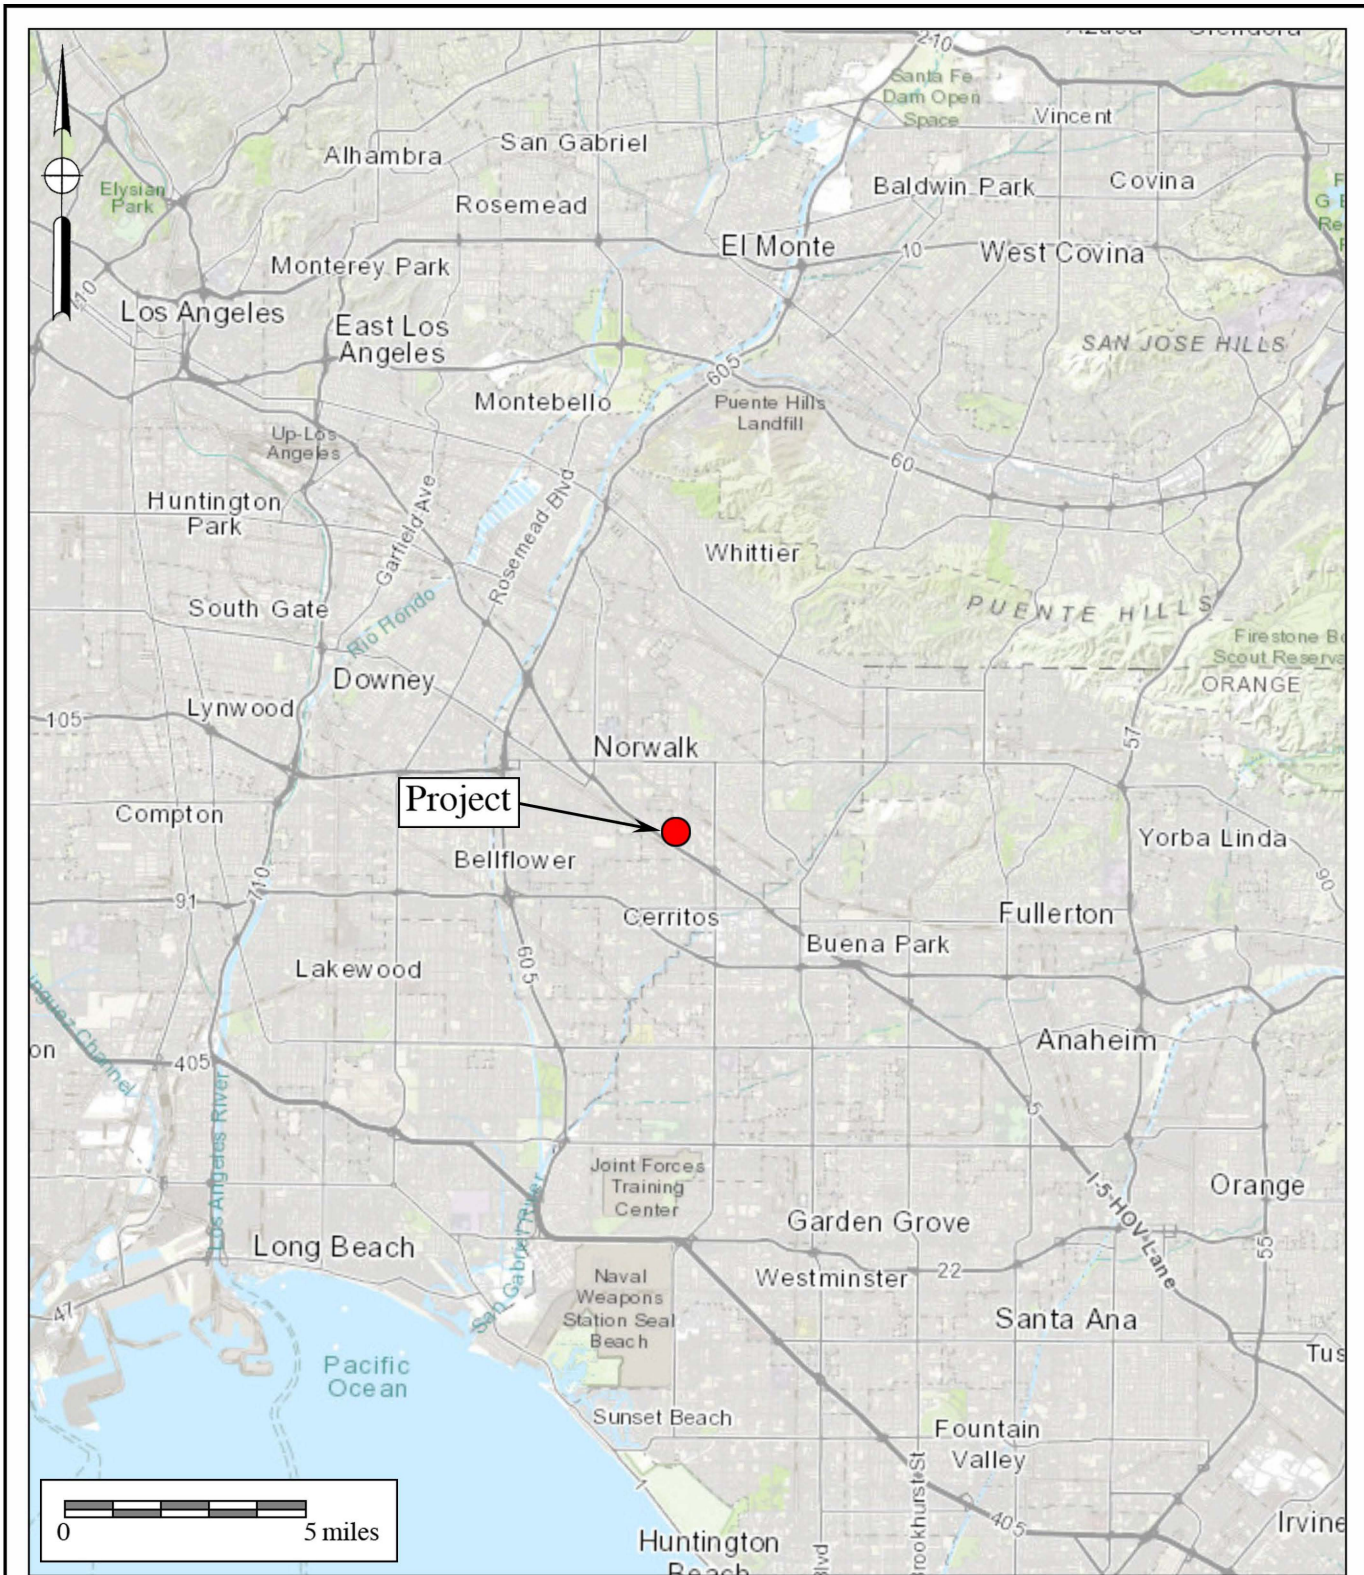 210
Santa Fe
Dam Open
Space
Vincent
San Gabriel
Alhambra
Elysian
Park
Baldwin Park
Covina
Rosemead
El Monte
10
West Covina
Monterey Park
Los Angeles
East Los
Angeles
SAN JOSE HILLS
605
Montebello
Puente Hills
Landfill
Up-Los
Angeles
60
Huntington
Park
Garfield Ave
Rosemead Blvd
Whittier
South Gate
Rio Hondo
PUENTE HILLS
Firestone Bo
Scout Reserva
ORANGE
Downey
Lynwood
105
57
Norwalk
Project
Compton
Yorba Linda
Bellflower
110
90
91
Cerritos
Fullerton
Buena Park
605
Lakewood
nguez Channel
on
Anaheim
405
5
Los Angeles River
Joint Forces
Training
Center
I-5 HOV Lane
Orange
San Gabriel River
Garden Grove
Long Beach
55
Westminster
22
Naval
Weapons
Station Seal
Beach
47
Santa Ana
Tus
Pacific
Ocean
Sunset Beach
Fountain
Valley
1
Brookhurst St
405
Irvine
Huntington
Beach
Blvd
0
5 miles